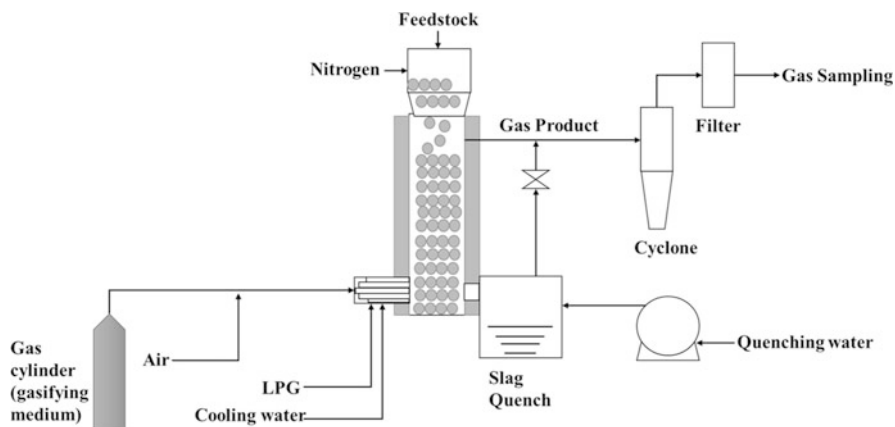 Feedstock
Nitrogen
Gas Sampling
Gas Product
Filter
Cyclone
Gas
cylinder
(gasifying
medium)
Air
Quenching water
LPG
Slag
Quench
Cooling water